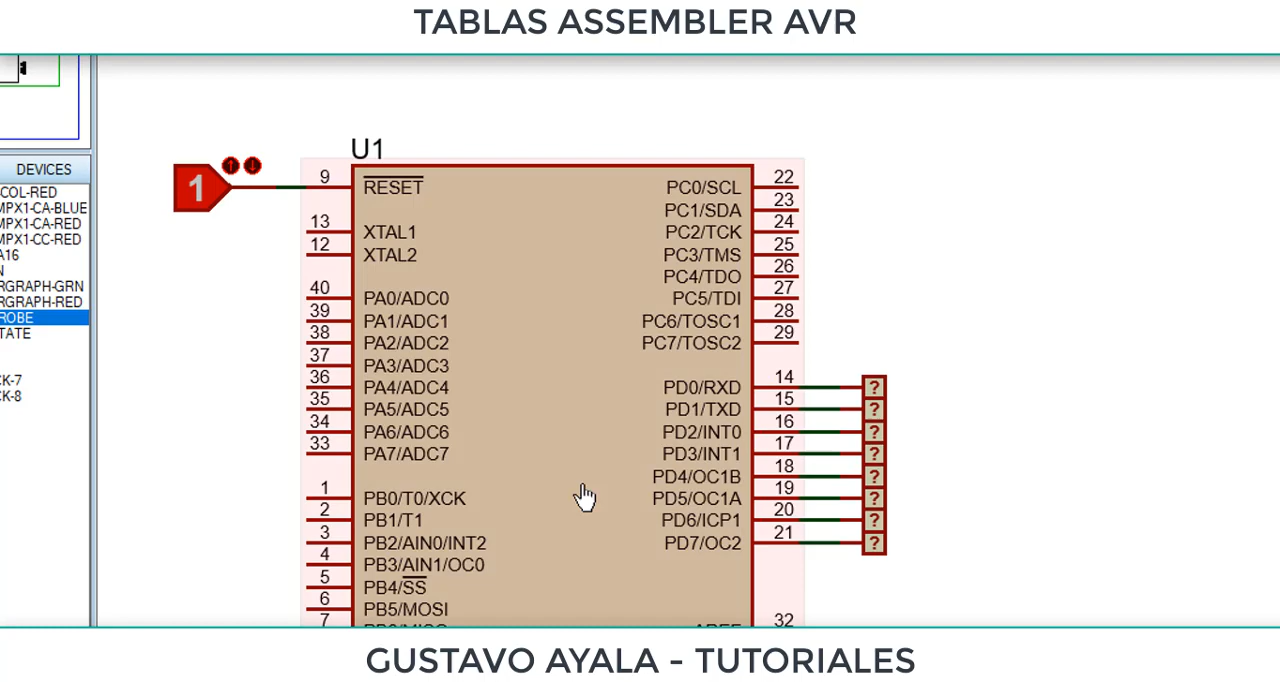 TABLAS ASSEMBLER AVR
DEVICES
COL-RED
MPX1-CA-BLUE
MPX1-CA-RED
MPX1-CC-RED
A16
N
RGRAPH-GRN
RGRAPH-RED
ROBE
TATE
CK-7
CK-8
U1
1
9 RESET
13 XTAL1
12 XTAL2
40 PA0/ADC0
39 PA1/ADC1
38 PA2/ADC2
37 PA3/ADC3
36 PA4/ADC4
35 PA5/ADC5
34 PA6/ADC6
33 PA7/ADC7
1 PB0/T0/XCK
2 PB1/T1
3 PB2/AIN0/INT2
4 PB3/AIN1/OC0
5 PB4/SS
6 PB5/MOSI
7
PC0/SCL 22
PC1/SDA 23
PC2/TCK 24
PC3/TMS 25
PC4/TDO 26
PC5/TDI 27
PC6/TOSC1 28
PC7/TOSC2 29
PD0/RXD 14 ?
PD1/TXD 15 ?
PD2/INT0 16 ?
PD3/INT1 17 ?
PD4/OC1B 18 ?
PD5/OC1A 19 ?
PD6/ICP1 20 ?
PD7/OC2 21 ?
32
GUSTAVO AYALA - TUTORIALES